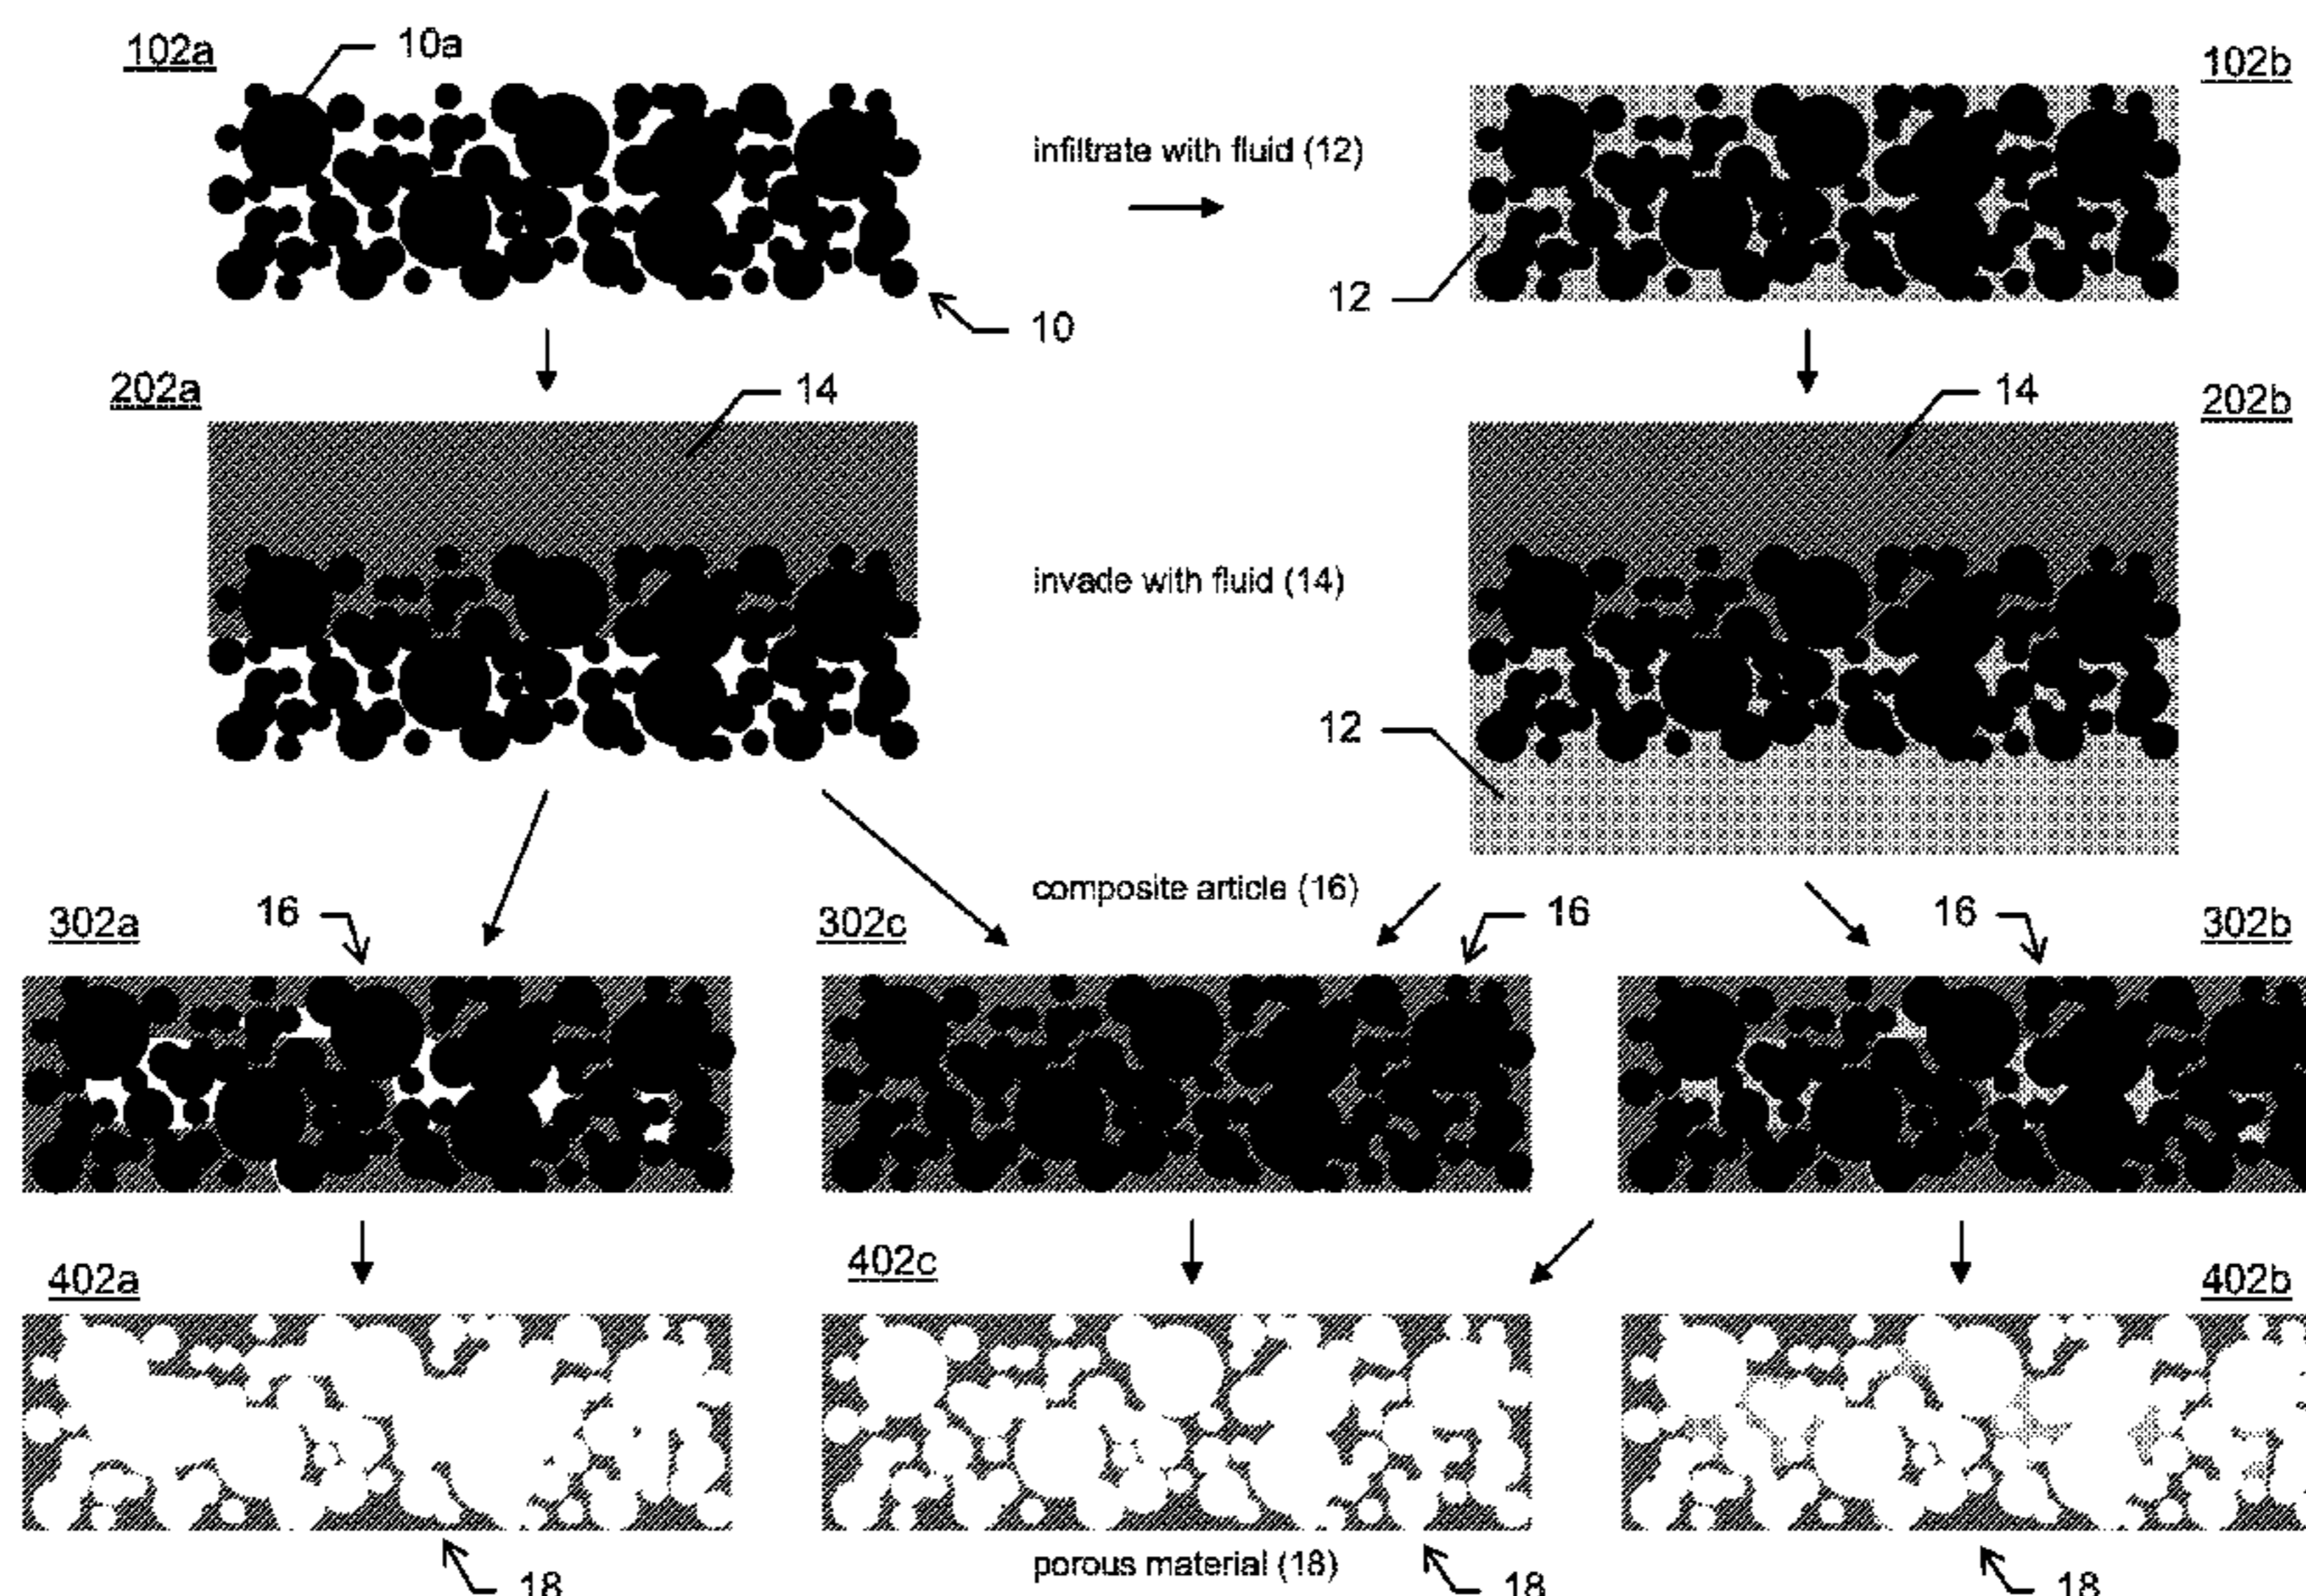 102a
10a
102b
infiltrate with fluid (12)
12
10
202a
14
14
202b
invade with fluid (14)
12
composite article (16)
302a
16
302c
16
16
302b
402a
402c
402b
porous material (18)
18
18
18